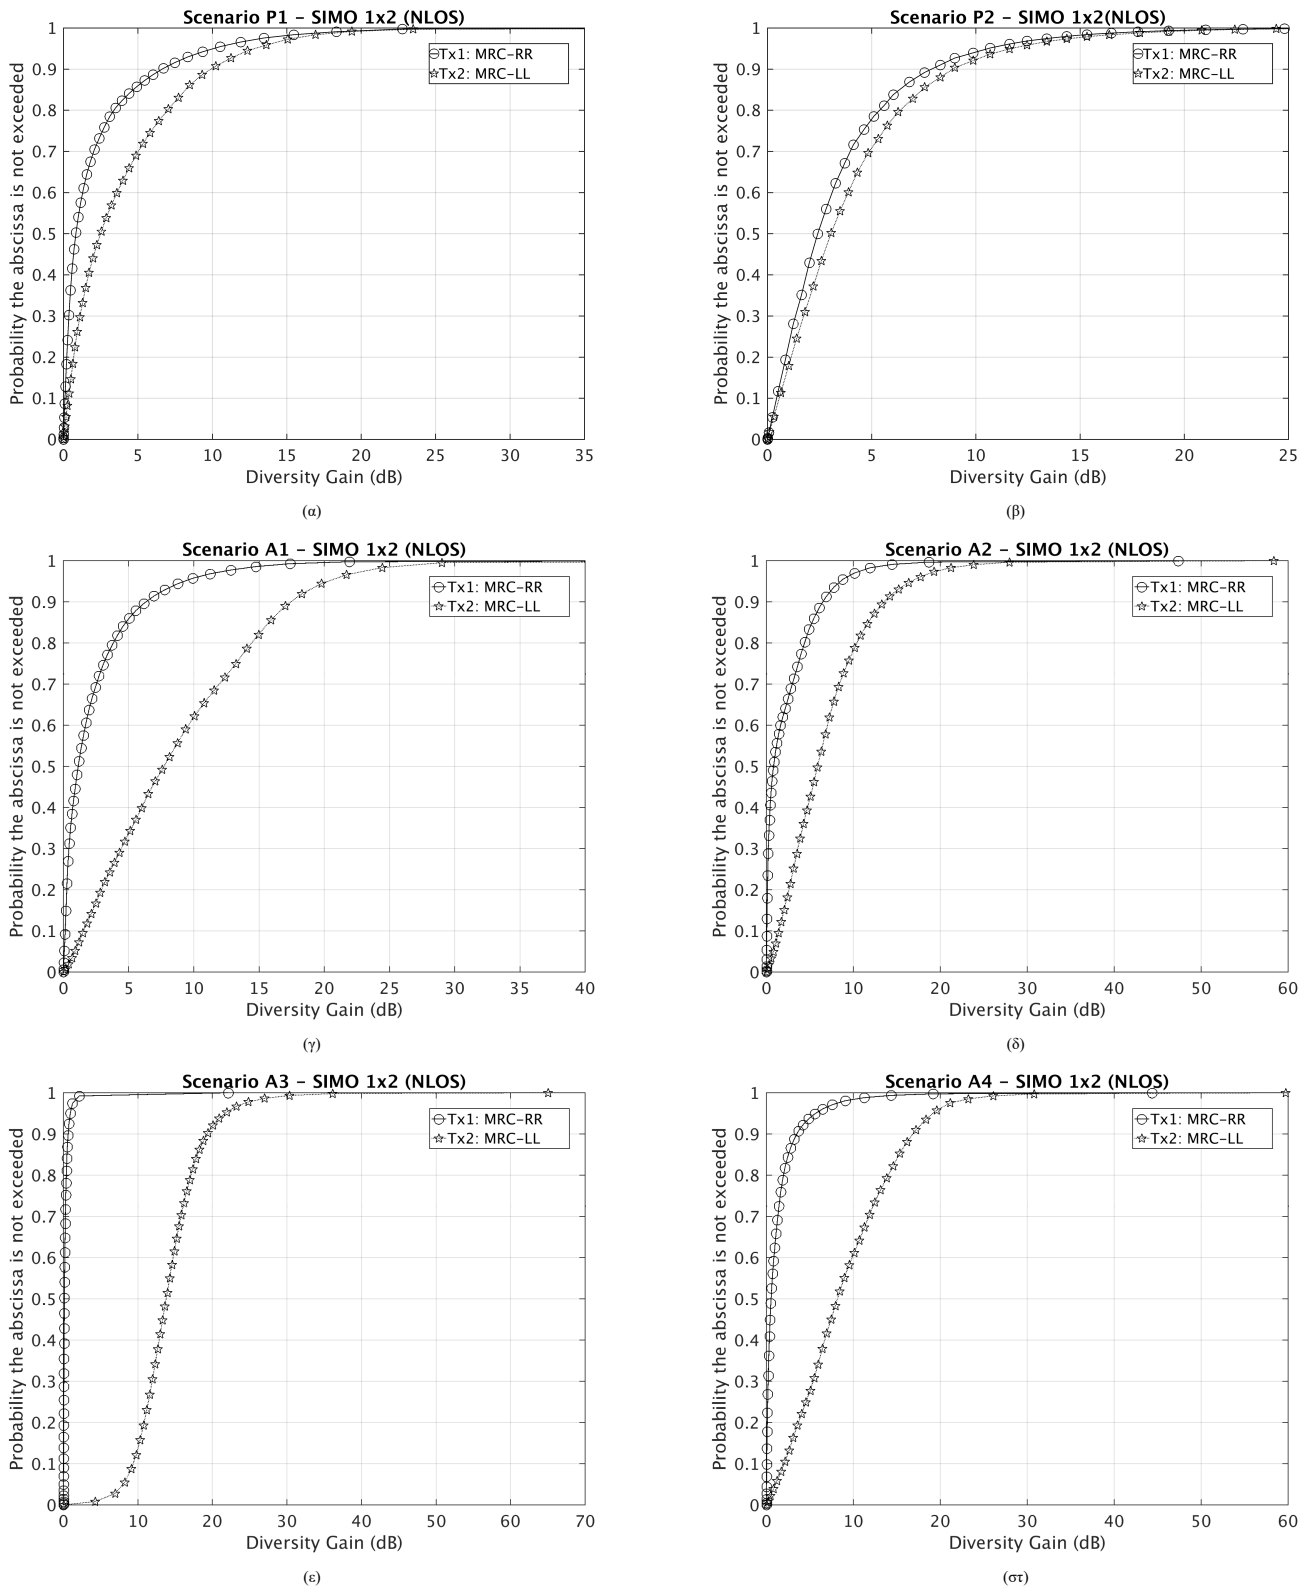 Scenario P1 – SIMO 1x2 (NLOS)
Probability the abscissa is not exceeded
1
0.9
0.8
0.7
0.6
0.5
0.4
0.3
0.2
0.1
0
Tx1: MRC–RR
Tx2: MRC–LL
0 5 10 15 20 25 30 35
Diversity Gain (dB)
(α)
Scenario P2 – SIMO 1x2(NLOS)
Probability the abscissa is not exceeded
1
0.9
0.8
0.7
0.6
0.5
0.4
0.3
0.2
0.1
0
Tx1: MRC–RR
Tx2: MRC–LL
0 5 10 15 20 25
Diversity Gain (dB)
(β)
Scenario A1 – SIMO 1x2 (NLOS)
Probability the abscissa is not exceeded
1
0.9
0.8
0.7
0.6
0.5
0.4
0.3
0.2
0.1
0
Tx1: MRC–RR
Tx2: MRC–LL
0 5 10 15 20 25 30 35 40
Diversity Gain (dB)
(γ)
Scenario A2 – SIMO 1x2 (NLOS)
Probability the abscissa is not exceeded
1
0.9
0.8
0.7
0.6
0.5
0.4
0.3
0.2
0.1
0
Tx1: MRC–RR
Tx2: MRC–LL
0 10 20 30 40 50 60
Diversity Gain (dB)
(δ)
Scenario A3 – SIMO 1x2 (NLOS)
Probability the abscissa is not exceeded
1
0.9
0.8
0.7
0.6
0.5
0.4
0.3
0.2
0.1
0
Tx1: MRC–RR
Tx2: MRC–LL
0 10 20 30 40 50 60 70
Diversity Gain (dB)
(ε)
Scenario A4 – SIMO 1x2 (NLOS)
Probability the abscissa is not exceeded
1
0.9
0.8
0.7
0.6
0.5
0.4
0.3
0.2
0.1
0
Tx1: MRC–RR
Tx2: MRC–LL
0 10 20 30 40 50 60
Diversity Gain (dB)
(στ)